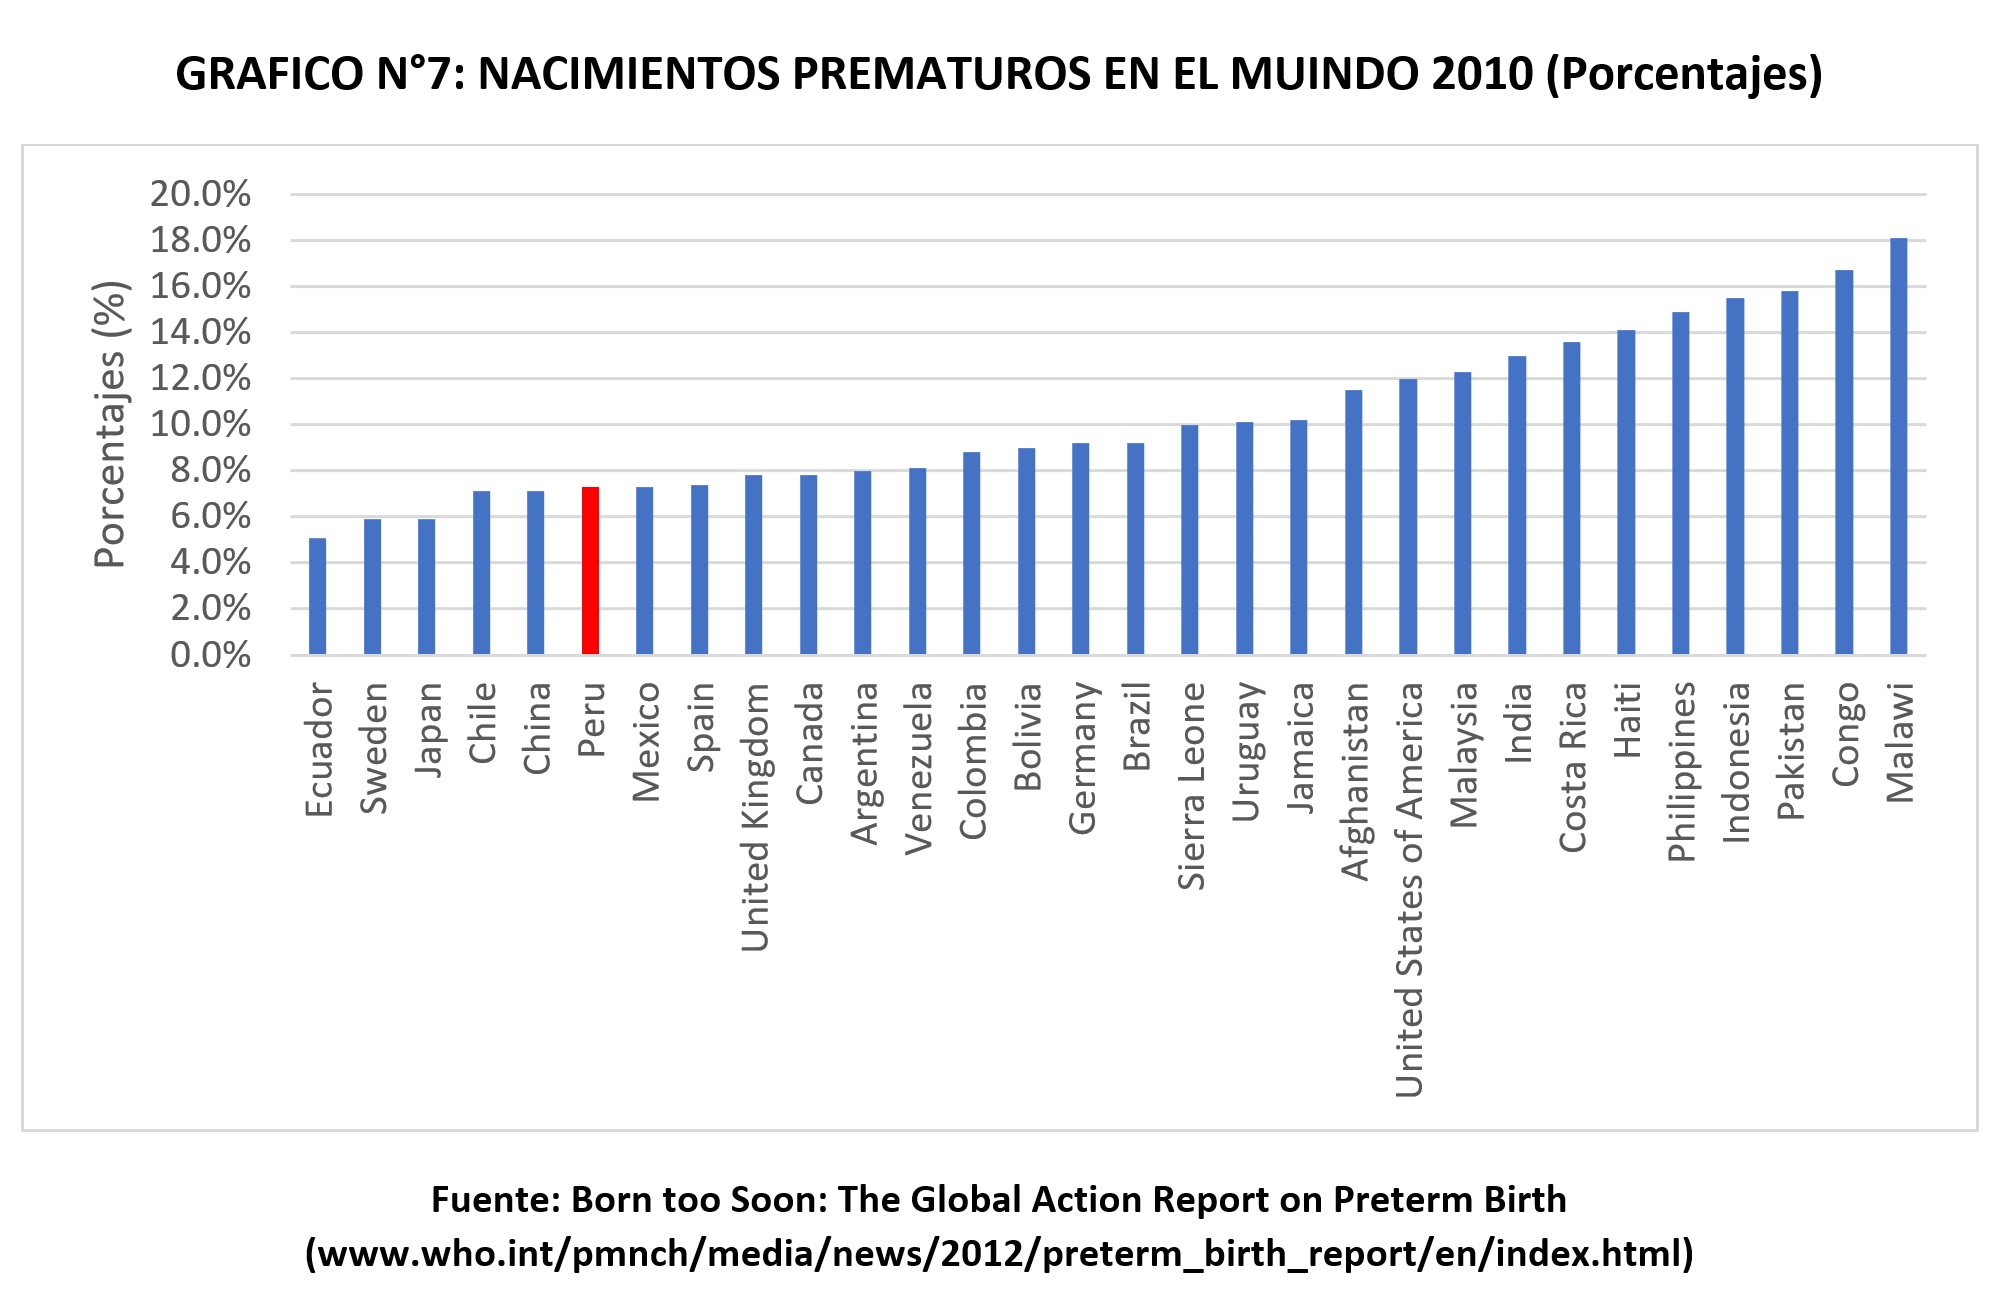 GRAFICO N°7: NACIMIENTOS PREMATUROS EN EL MUINDO 2010 (Porcentajes)
Porcentajes (%)
20.0%
18.0%
16.0%
14.0%
12.0%
10.0%
8.0%
6.0%
4.0%
2.0%
0.0%
Ecuador
Sweden
Japan
Chile
China
Peru
Mexico
Spain
United Kingdom
Canada
Argentina
Venezuela
Colombia
Bolivia
Germany
Brazil
Sierra Leone
Uruguay
Jamaica
Afghanistan
United States of America
Malaysia
India
Costa Rica
Haiti
Philippines
Indonesia
Pakistan
Congo
Malawi
Fuente: Born too Soon: The Global Action Report on Preterm Birth
(www.who.int/pmnch/media/news/2012/preterm_birth_report/en/index.html)